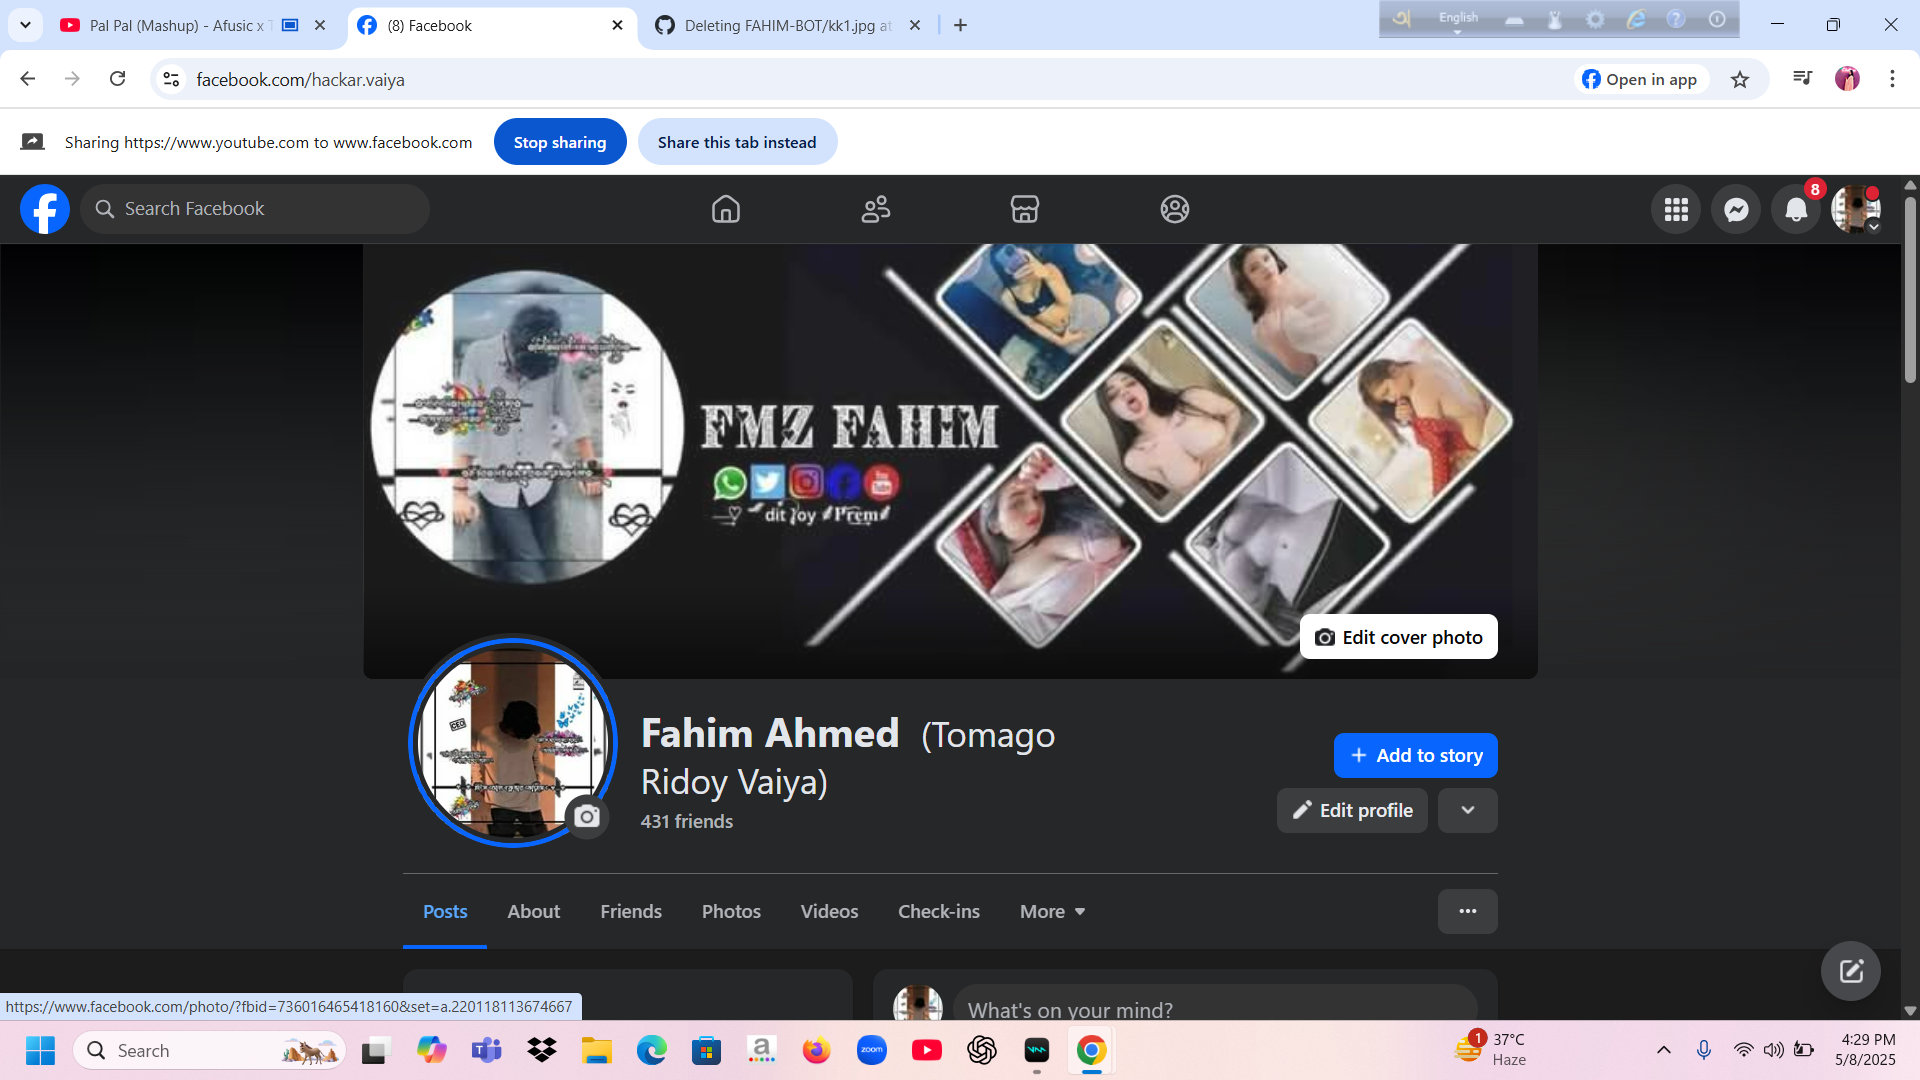 Pal Pal (Mashup) - Afusic x T
(8) Facebook
Deleting FAHIM-BOT/kk1.jpg at
English
facebook.com/hackar.vaiya
Open in app
Sharing https://www.youtube.com to www.facebook.com
Stop sharing
Share this tab instead
Search Facebook
8
FMZ FAHIM
You
Tube
dit Joy
Prem
Edit cover photo
CEO
Fahim Ahmed (Tomago
Ridoy Vaiya)
431 friends
Add to story
Edit profile
Posts
About
Friends
Photos
Videos
Check-ins
More
What's on your mind?
https://www.facebook.com/photo/?fbid=736016465418160&set=a.220118113674667
Search
zoom
1
37°C
Haze
4:29 PM
5/8/2025